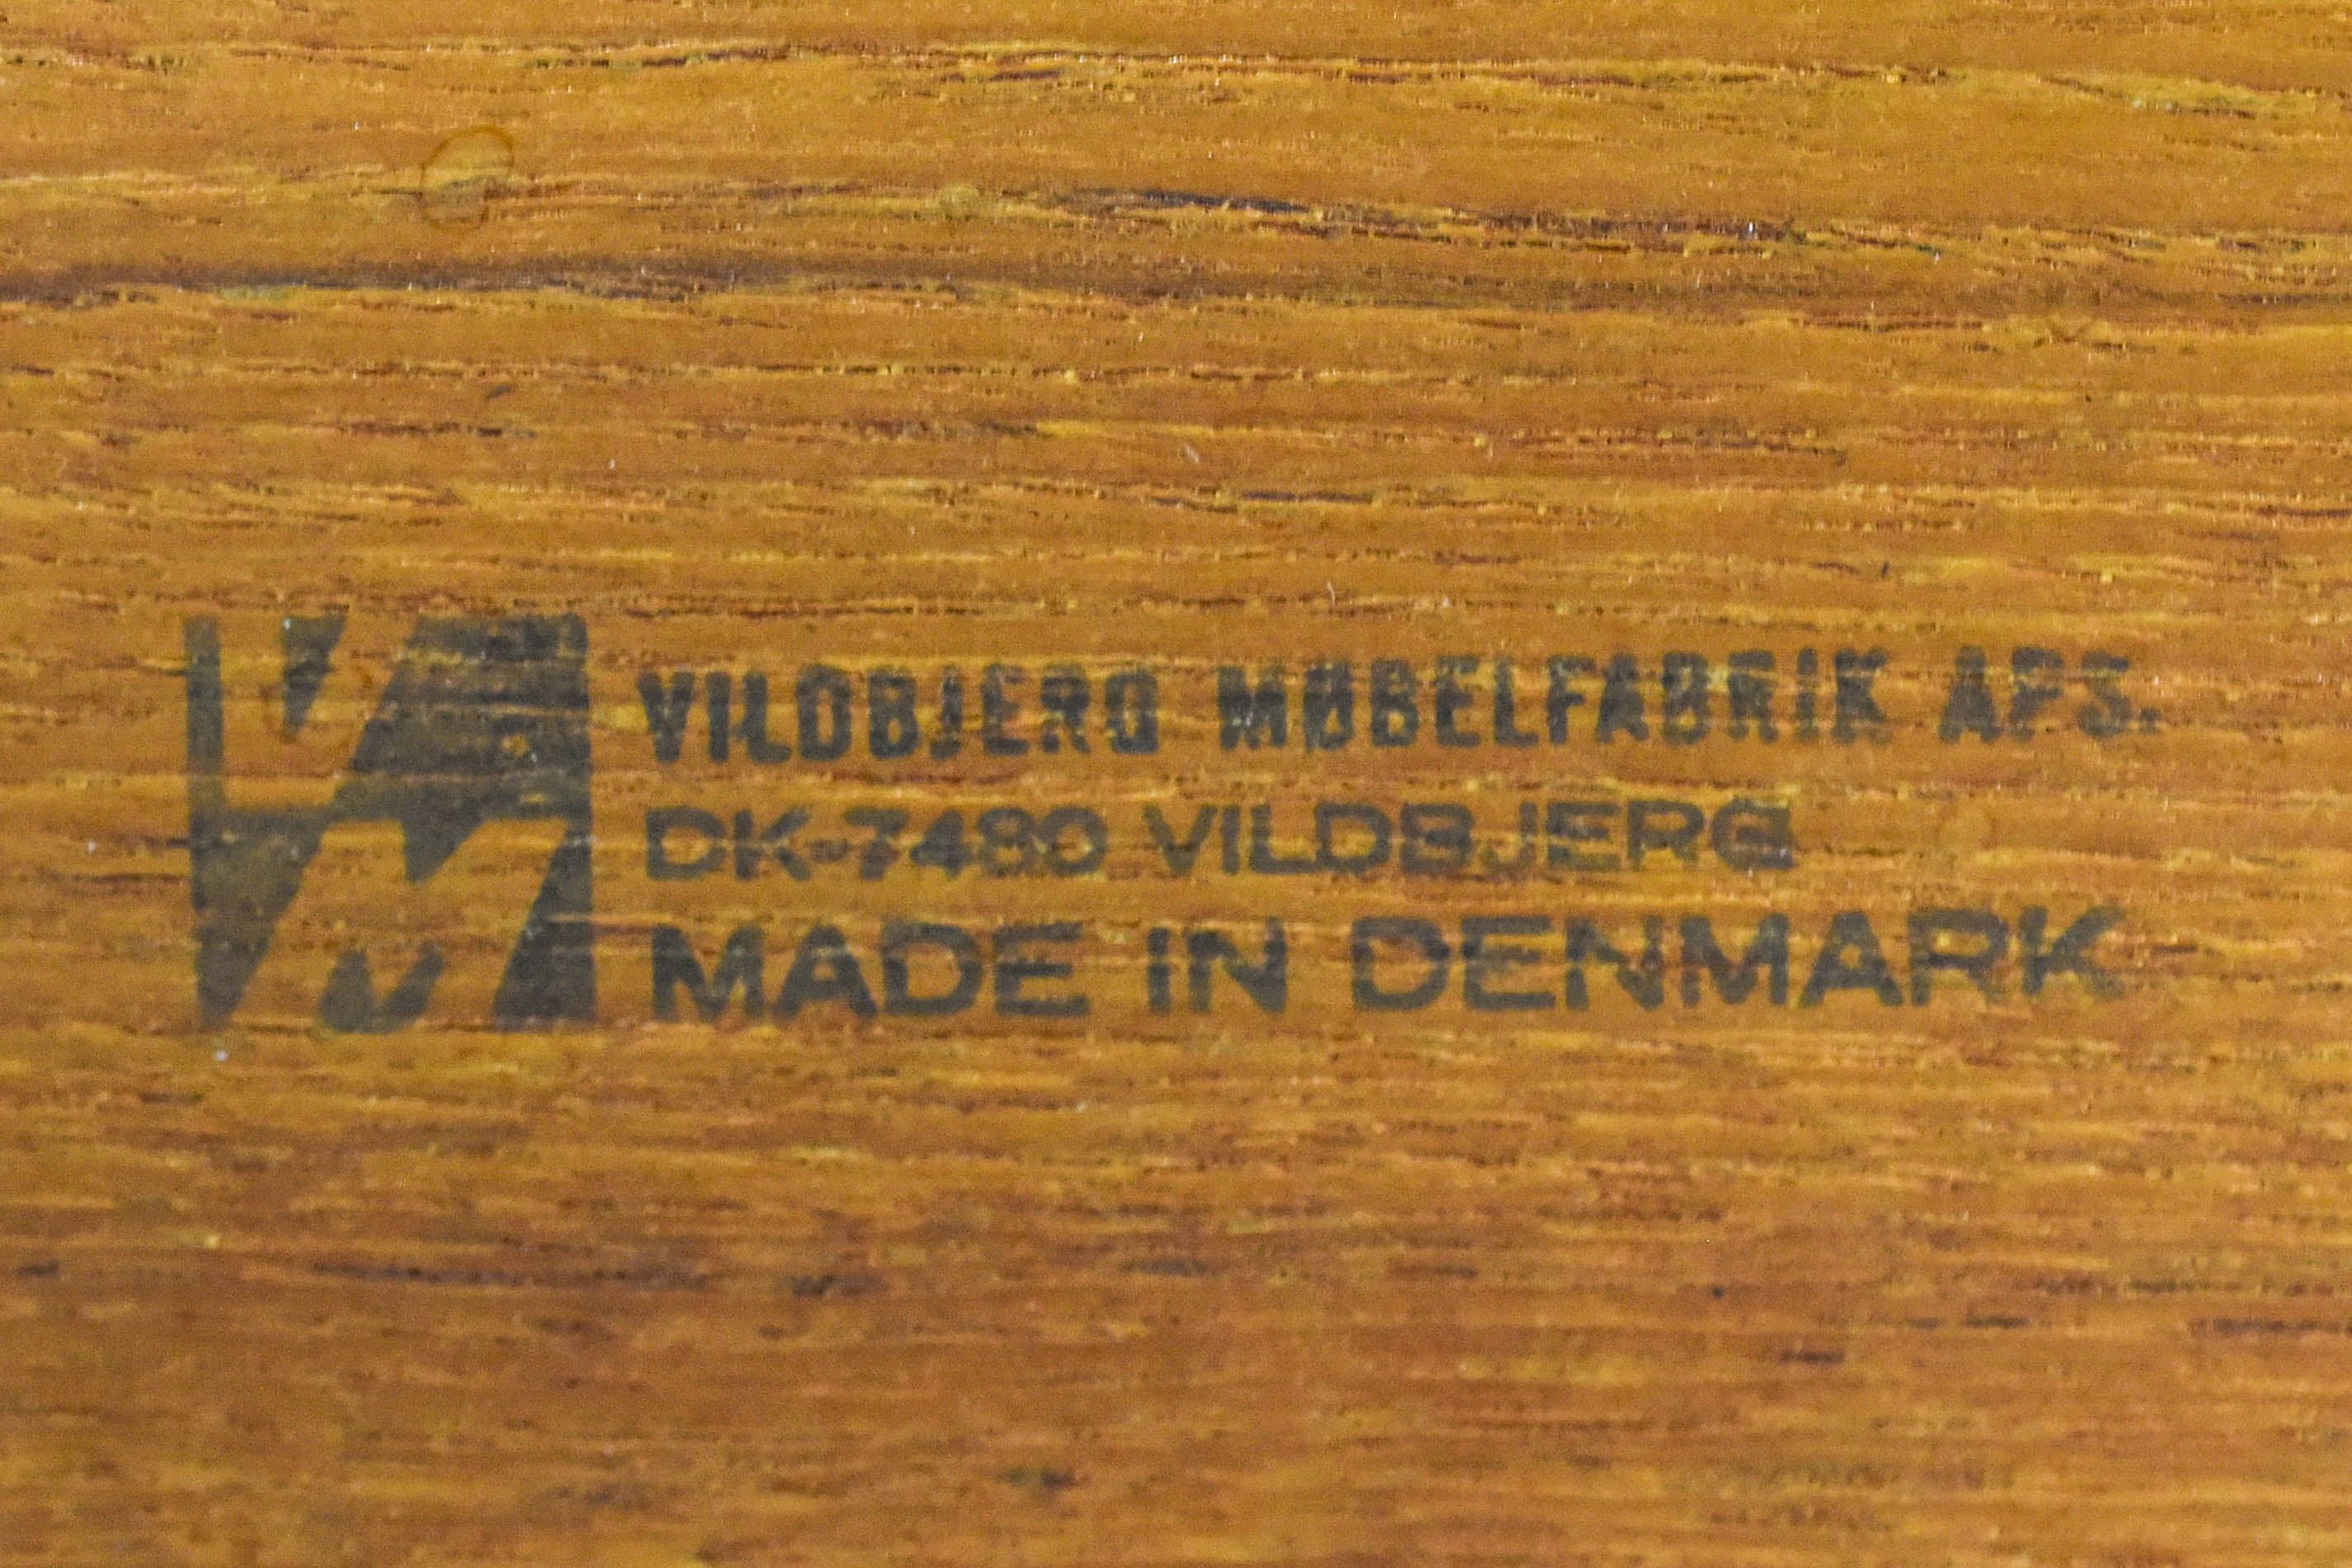 VILDBJERG MØBELFABRIK APS.
DK-7480 VILDBJERG
MADE IN DENMARK